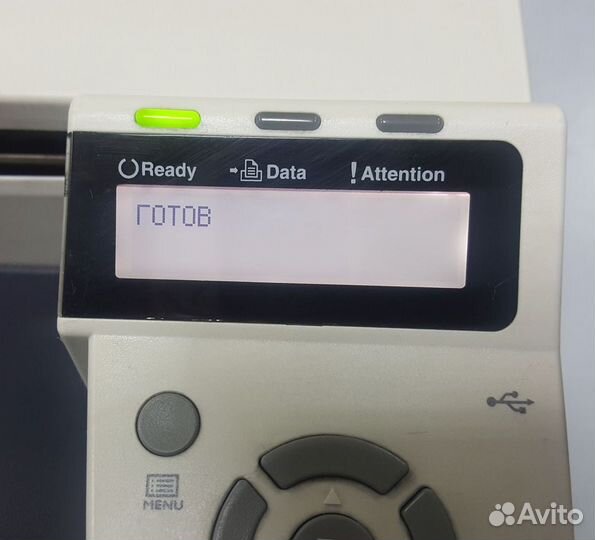 Ready Data !Attention
ГОТОВ
MENU
Avito